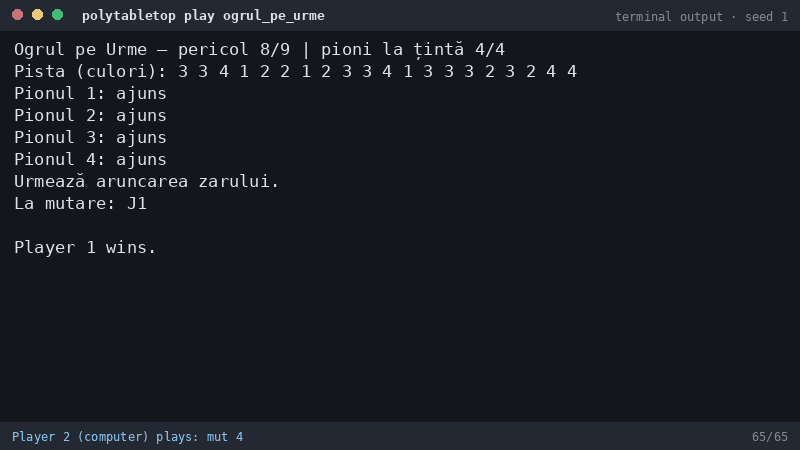 polytabletop play ogrul_pe_urme
terminal output · seed 1
Ogrul pe Urme — pericol 8/9 | pioni la țintă 4/4
Pista (culori): 3 3 4 1 2 2 1 2 3 3 4 1 3 3 3 2 3 2 4 4
Pionul 1: ajuns
Pionul 2: ajuns
Pionul 3: ajuns
Pionul 4: ajuns
Urmează aruncarea zarului.
La mutare: J1
Player 1 wins.
Player 2 (computer) plays: mut 4
65/65